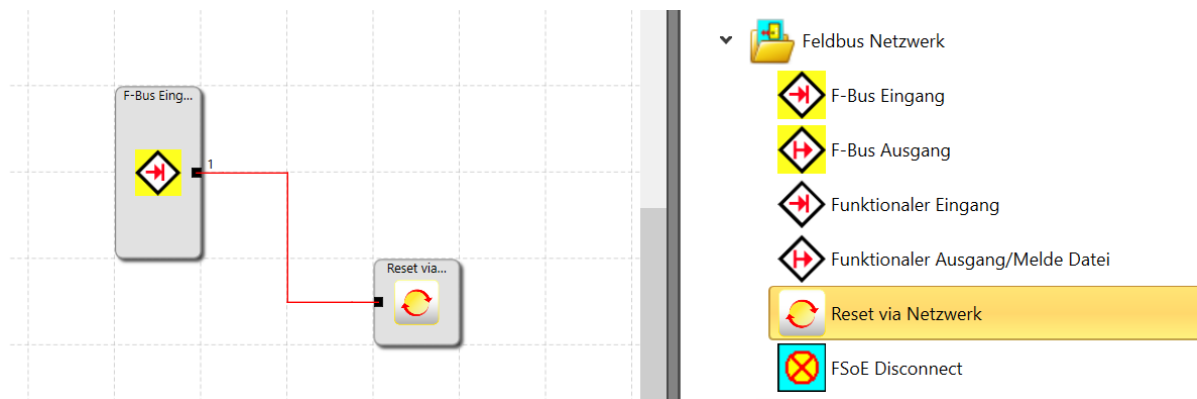 F-Bus Eing...
1
Reset via...
Feldbus Netzwerk
F-Bus Eingang
F-Bus Ausgang
Funktionaler Eingang
Funktionaler Ausgang/Melde Datei
Reset via Netzwerk
FSoE Disconnect